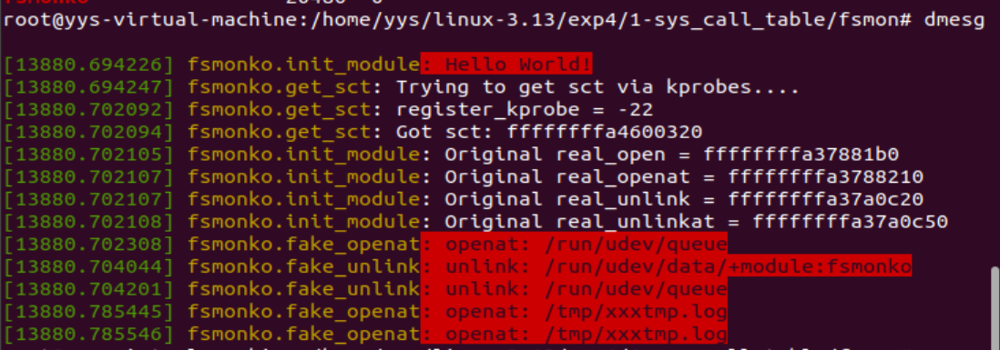 root@yys-virtual-machine:/home/yys/linux-3.13/exp4/1-sys_call_table/fsmon# dmesg
[13880.694226] fsmonko.init_module: Hello World!
[13880.694247] fsmonko.get_sct: Trying to get sct via kprobes....
[13880.702092] fsmonko.get_sct: register_kprobe = -22
[13880.702094] fsmonko.get_sct: Got sct: ffffffffa4600320
[13880.702105] fsmonko.init_module: Original real_open = ffffffffa37881b0
[13880.702107] fsmonko.init_module: Original real_openat = ffffffffa3788210
[13880.702107] fsmonko.init_module: Original real_unlink = ffffffffa37a0c20
[13880.702108] fsmonko.init_module: Original real_unlinkat = ffffffffa37a0c50
[13880.702308] fsmonko.fake_openat: openat: /run/udev/queue
[13880.704044] fsmonko.fake_unlink: unlink: /run/udev/data/+module:fsmonko
[13880.704201] fsmonko.fake_unlink: unlink: /run/udev/queue
[13880.785445] fsmonko.fake_openat: openat: /tmp/xxxtmp.log
[13880.785546] fsmonko.fake_openat: openat: /tmp/xxxtmp.log